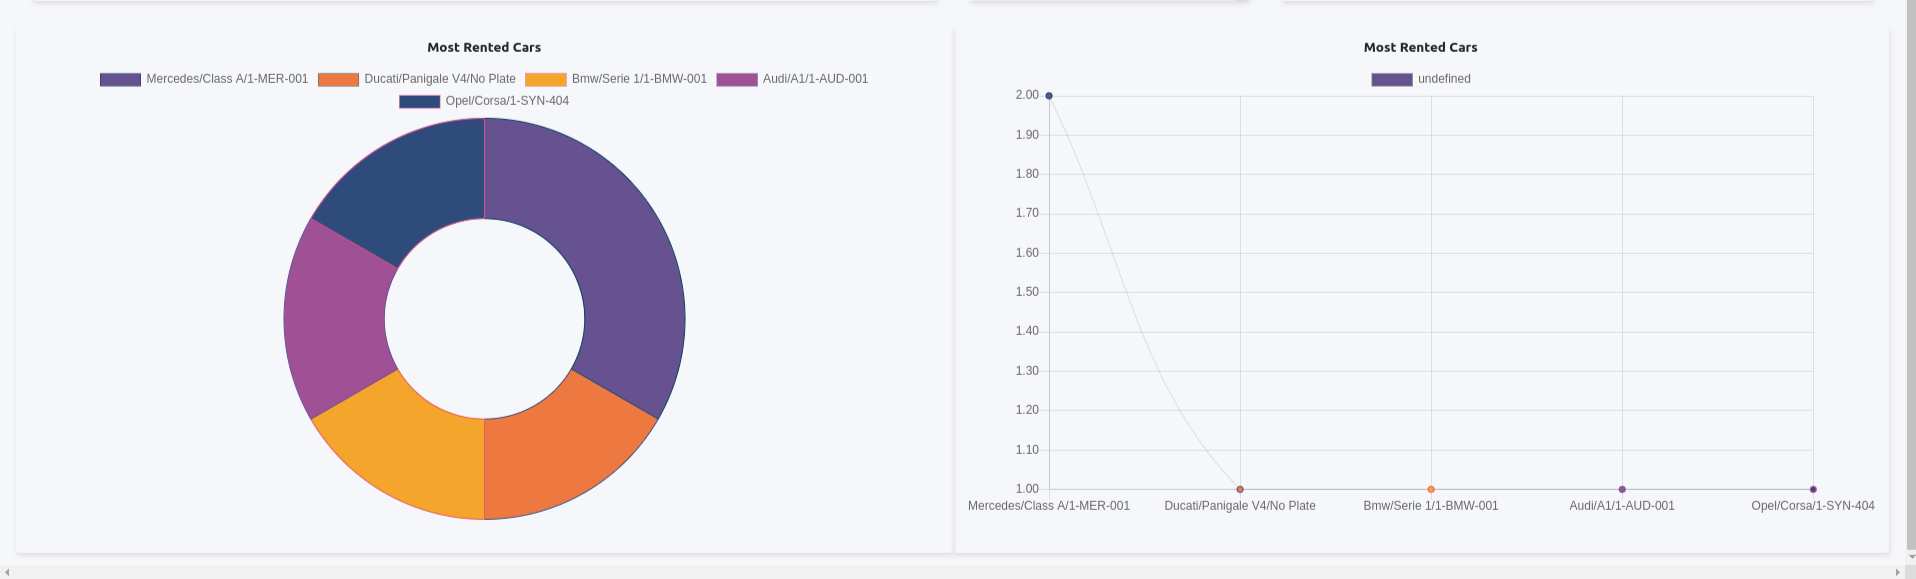 Most Rented Cars
Mercedes/Class A/1-MER-001 Ducati/Panigale V4/No Plate Bmw/Serie 1/1-BMW-001 Audi/A1/1-AUD-001
Opel/Corsa/1-SYN-404
Most Rented Cars
undefined
2.00
1.90
1.80
1.70
1.60
1.50
1.40
1.30
1.20
1.10
1.00
Mercedes/Class A/1-MER-001 Ducati/Panigale V4/No Plate Bmw/Serie 1/1-BMW-001 Audi/A1/1-AUD-001 Opel/Corsa/1-SYN-404